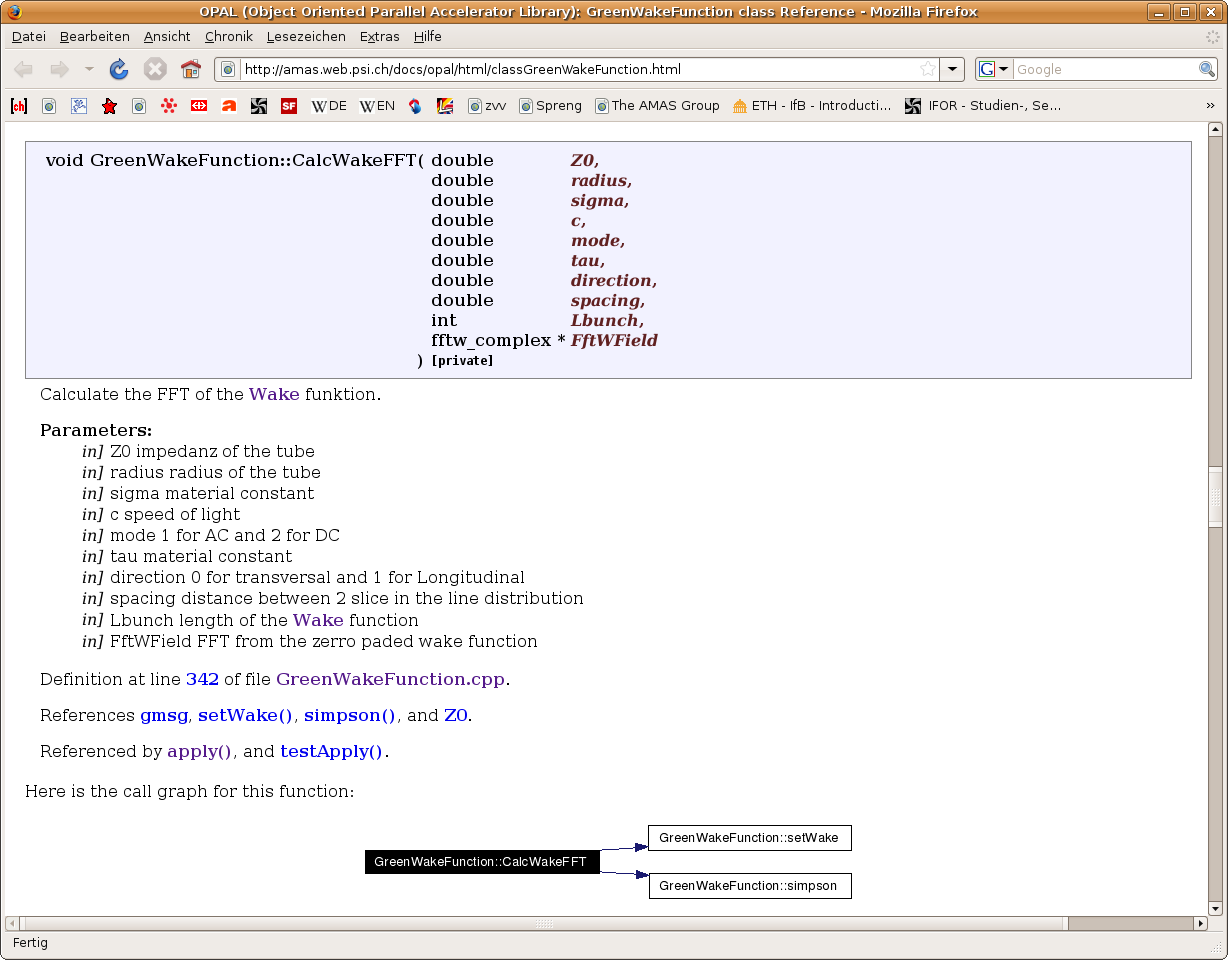 OPAL (Object Oriented Parallel Accelerator Library): GreenWakeFunction class Reference - Mozilla Firefox
Datei Bearbeiten Ansicht Chronik Lesezeichen Extras Hilfe
http://amas.web.psi.ch/docs/opal/html/classGreenWakeFunction.html G Google
[ch] SF W DE W EN zvv Spreng The AMAS Group ETH - IfB - Introducti... IFOR - Studien-, Se... »
void GreenWakeFunction::CalcWakeFFT( double Z0,
double radius,
double sigma,
double c,
double mode,
double tau,
double direction,
double spacing,
int Lbunch,
fftw_complex * FftWField
) [private]
Calculate the FFT of the Wake funktion.
Parameters:
in] Z0 impedanz of the tube
in] radius radius of the tube
in] sigma material constant
in] c speed of light
in] mode 1 for AC and 2 for DC
in] tau material constant
in] direction 0 for transversal and 1 for Longitudinal
in] spacing distance between 2 slice in the line distribution
in] Lbunch length of the Wake function
in] FftWField FFT from the zerro paded wake function
Definition at line 342 of file GreenWakeFunction.cpp.
References gmsg, setWake(), simpson(), and Z0.
Referenced by apply(), and testApply().
Here is the call graph for this function:
GreenWakeFunction::setWake
GreenWakeFunction::CalcWakeFFT
GreenWakeFunction::simpson
Fertig